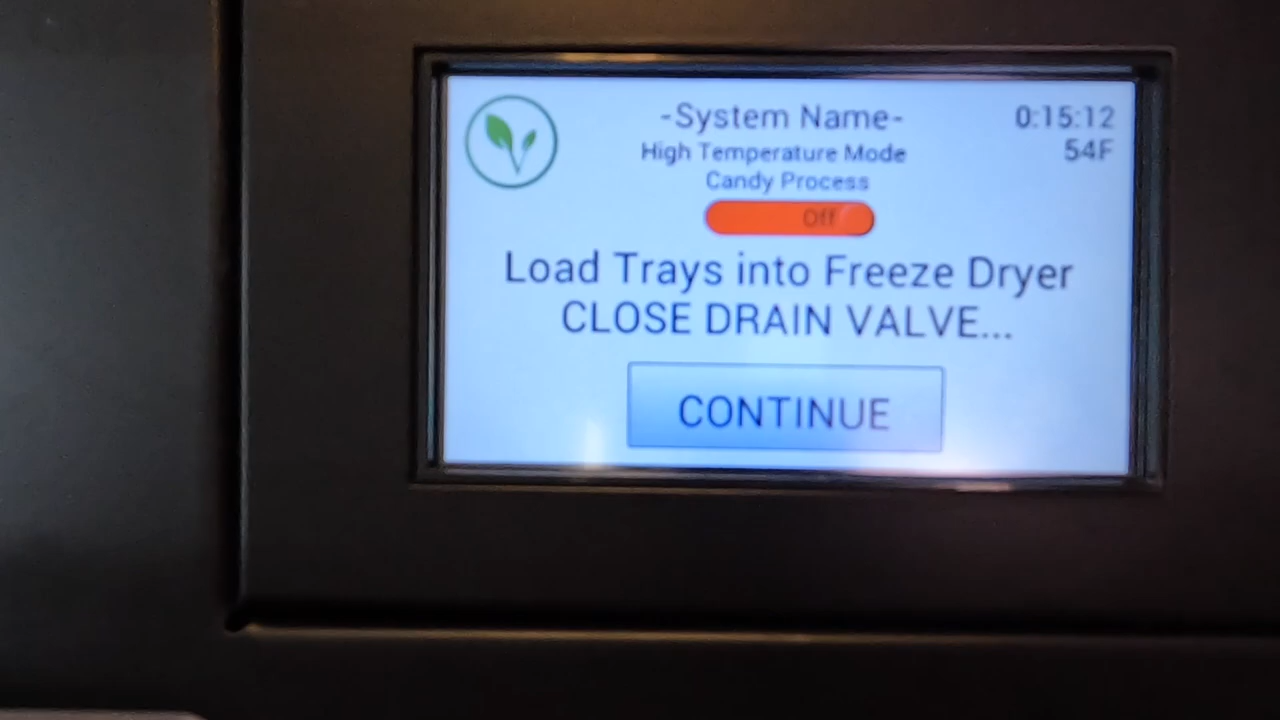 -System Name-
0:15:12
High Temperature Mode
54F
Candy Process
Off
Load Trays into Freeze Dryer
CLOSE DRAIN VALVE...
CONTINUE